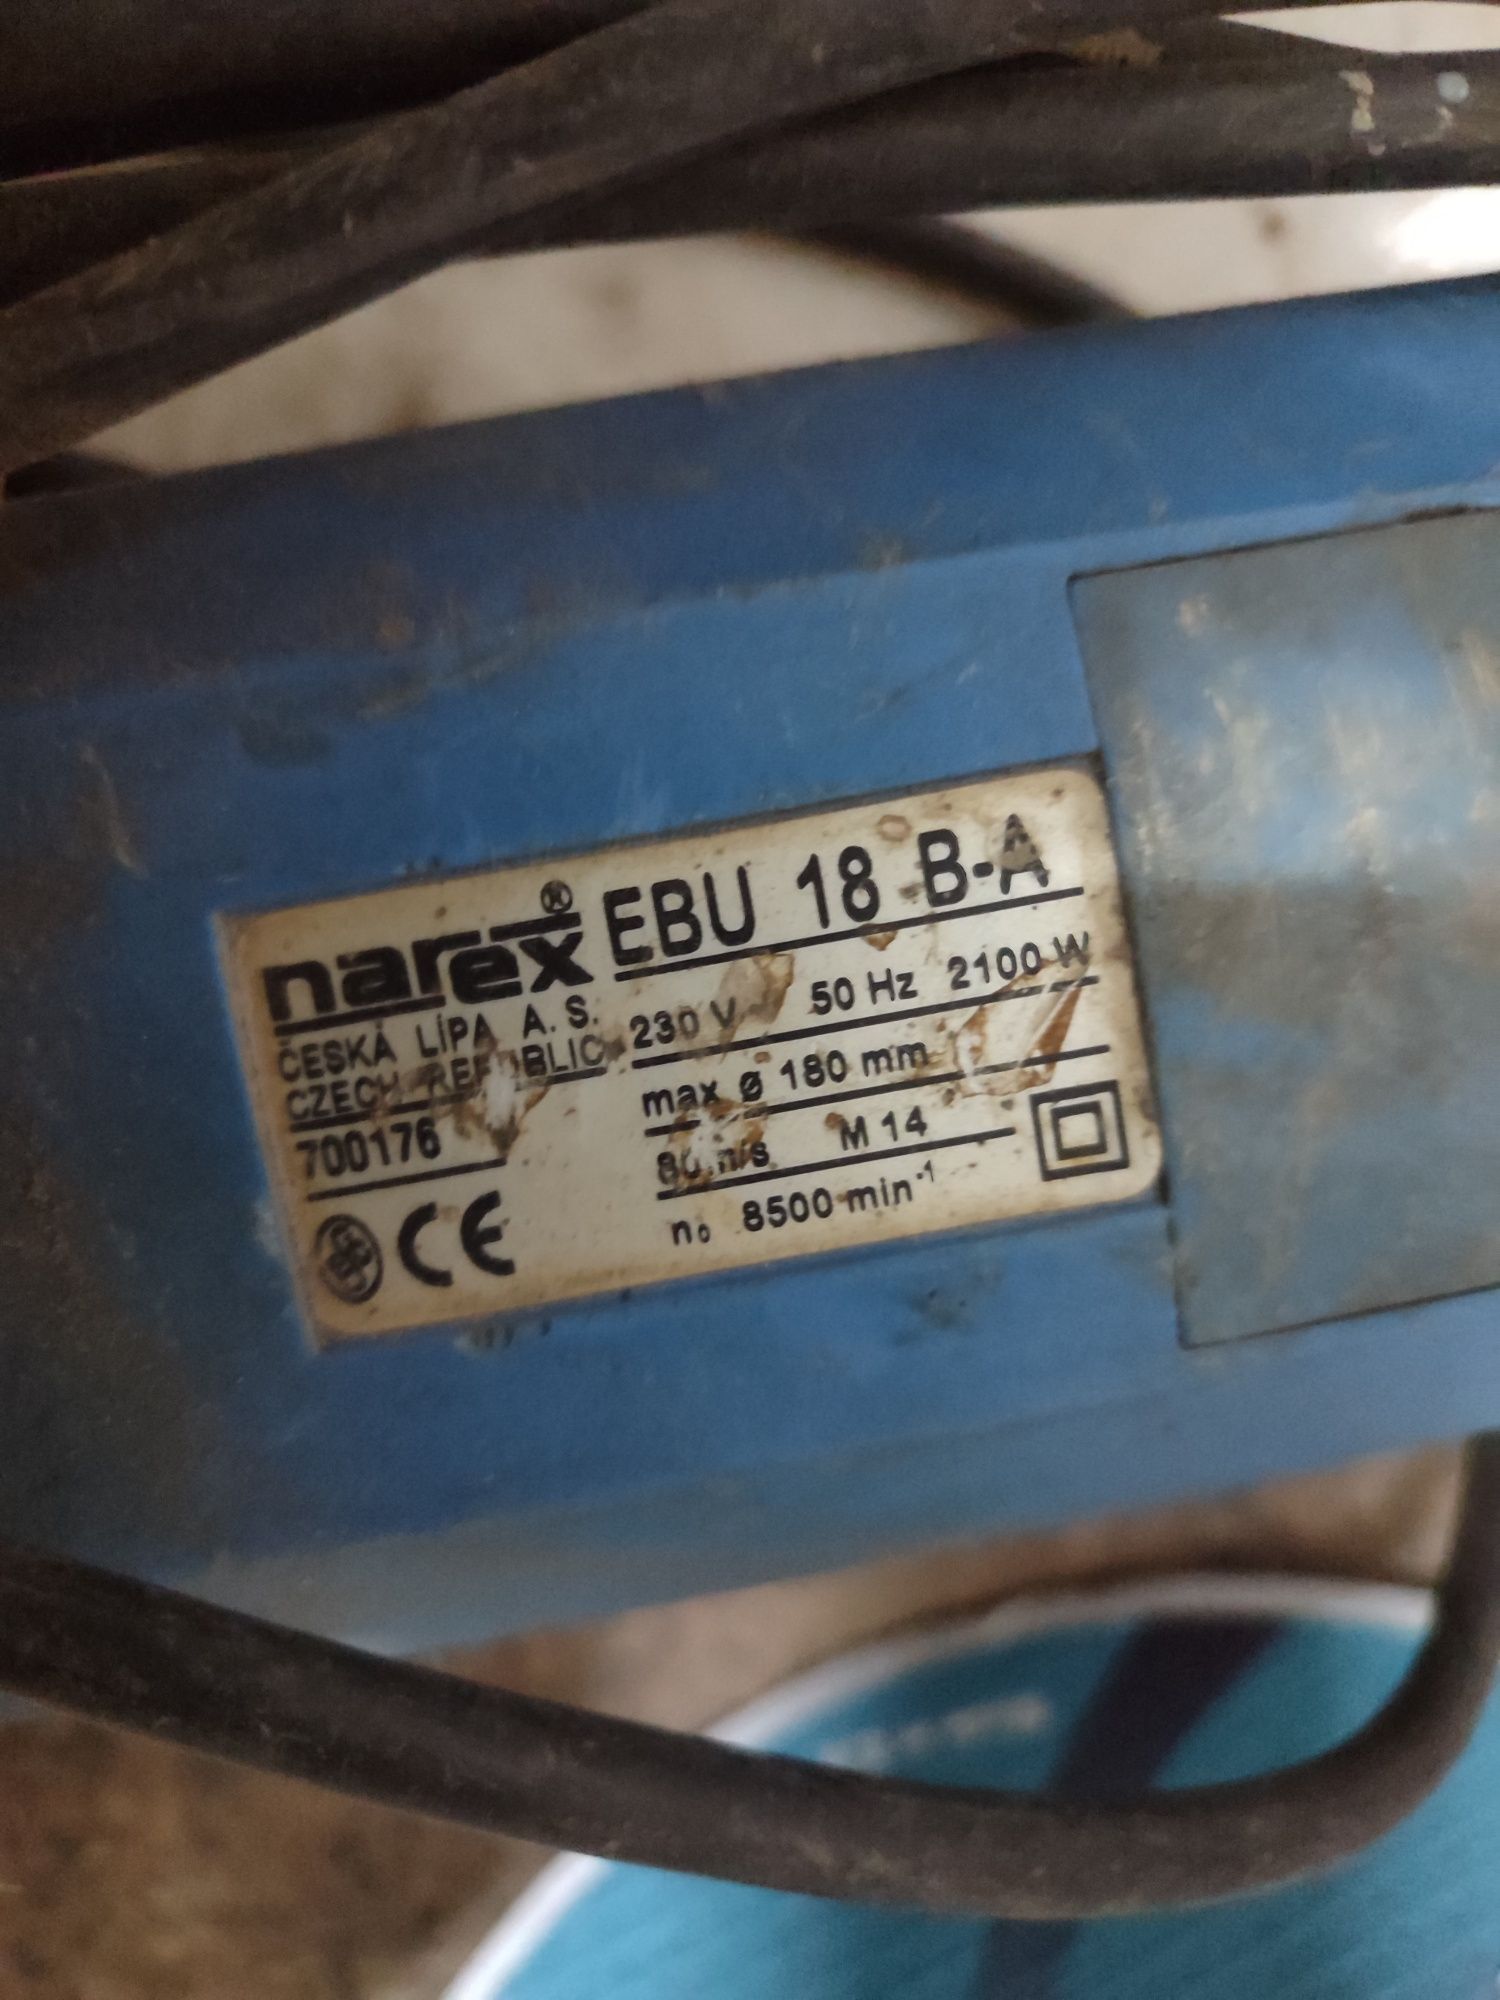 narex® EBU 18 B-A
ČESKÁ LÍPA A. S.
CZECH REPUBLIC
700176
CE
230 V 50 Hz 2100 W
max ø 180 mm
80 m/s M 14
n₀ 8500 min⁻¹